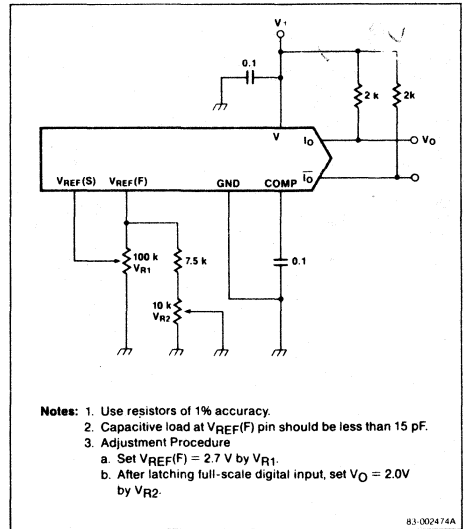 V1
0.1
2 k
2k
V
IO
VO
IO
VREF(S) VREF(F) GND COMP
100 k
VR1
7.5 k
0.1
10 k
VR2
Notes: 1. Use resistors of 1% accuracy.
2. Capacitive load at VREF(F) pin should be less than 15 pF.
3. Adjustment Procedure
a. Set VREF(F) = 2.7 V by VR1.
b. After latching full-scale digital input, set VO = 2.0V
by VR2.
83-002474A